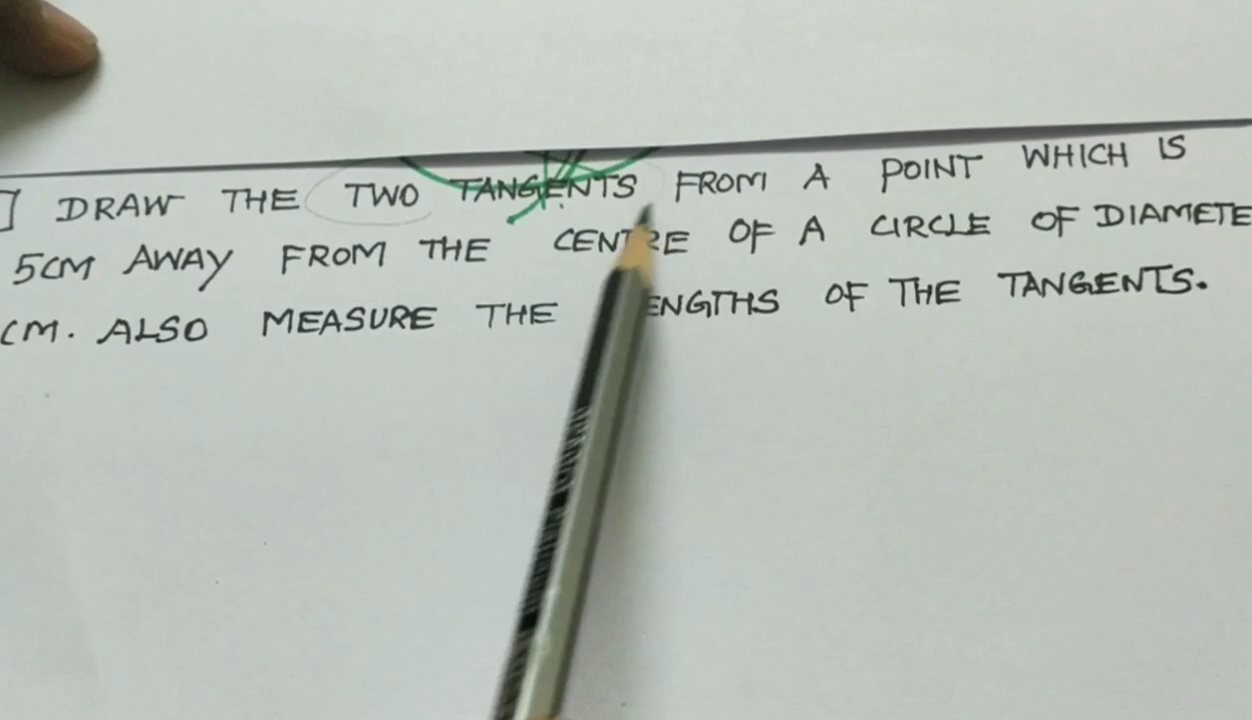 ] DRAW THE TWO TANGENTS FROM A POINT WHICH IS
5CM AWAY FROM THE CENTRE OF A CIRCLE OF DIAMETE
CM. ALSO MEASURE THE ENGTHS OF THE TANGENTS.